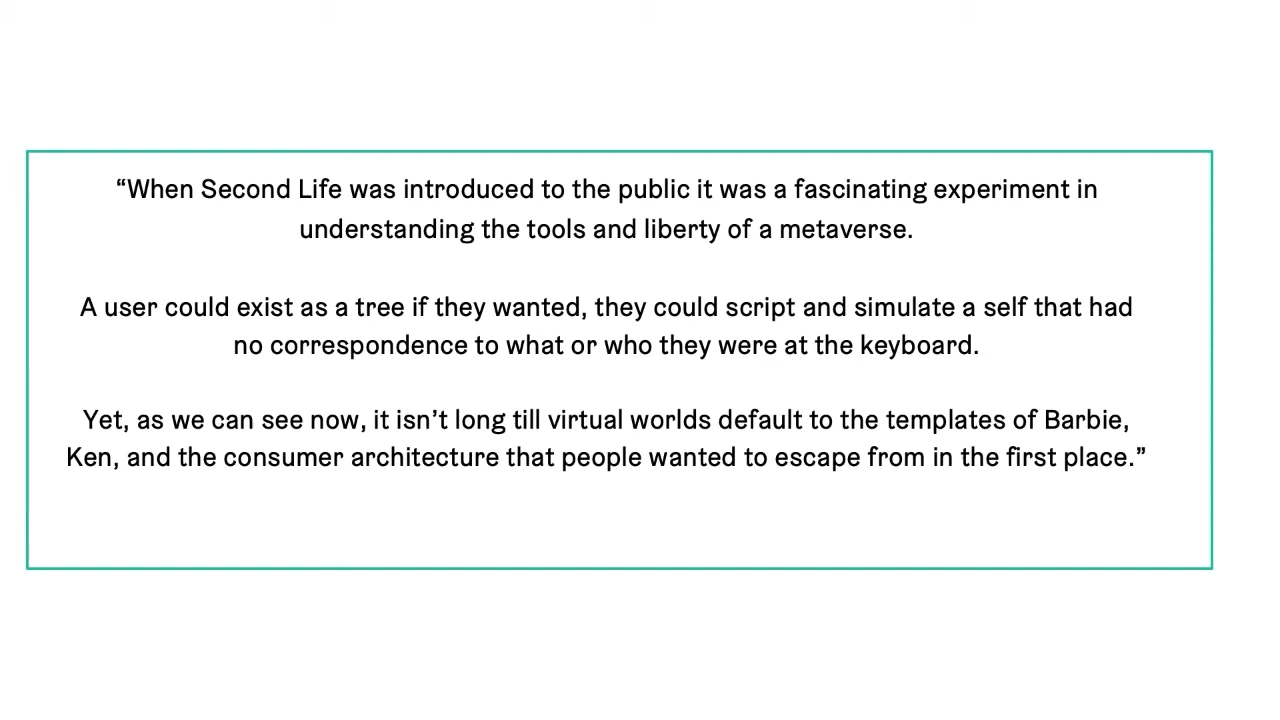 “When Second Life was introduced to the public it was a fascinating experiment in
understanding the tools and liberty of a metaverse.
A user could exist as a tree if they wanted, they could script and simulate a self that had
no correspondence to what or who they were at the keyboard.
Yet, as we can see now, it isn’t long till virtual worlds default to the templates of Barbie,
Ken, and the consumer architecture that people wanted to escape from in the first place.”